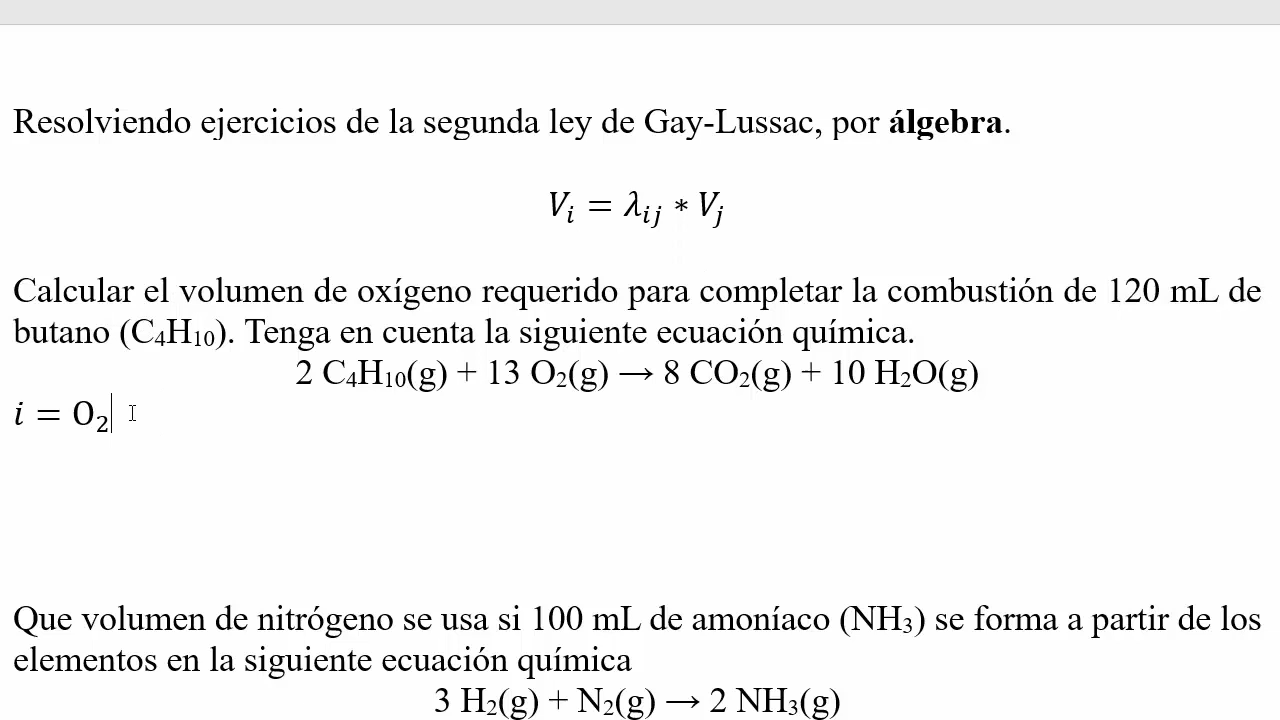 Resolviendo ejercicios de la segunda ley de Gay-Lussac, por álgebra.
𝑉ᵢ = 𝜆ᵢⱼ ∗ 𝑉ⱼ
Calcular el volumen de oxígeno requerido para completar la combustión de 120 mL de
butano (C₄H₁₀). Tenga en cuenta la siguiente ecuación química.
2 C₄H₁₀(g) + 13 O₂(g) → 8 CO₂(g) + 10 H₂O(g)
𝑖 = O₂
Que volumen de nitrógeno se usa si 100 mL de amoníaco (NH₃) se forma a partir de los
elementos en la siguiente ecuación química
3 H₂(g) + N₂(g) → 2 NH₃(g)